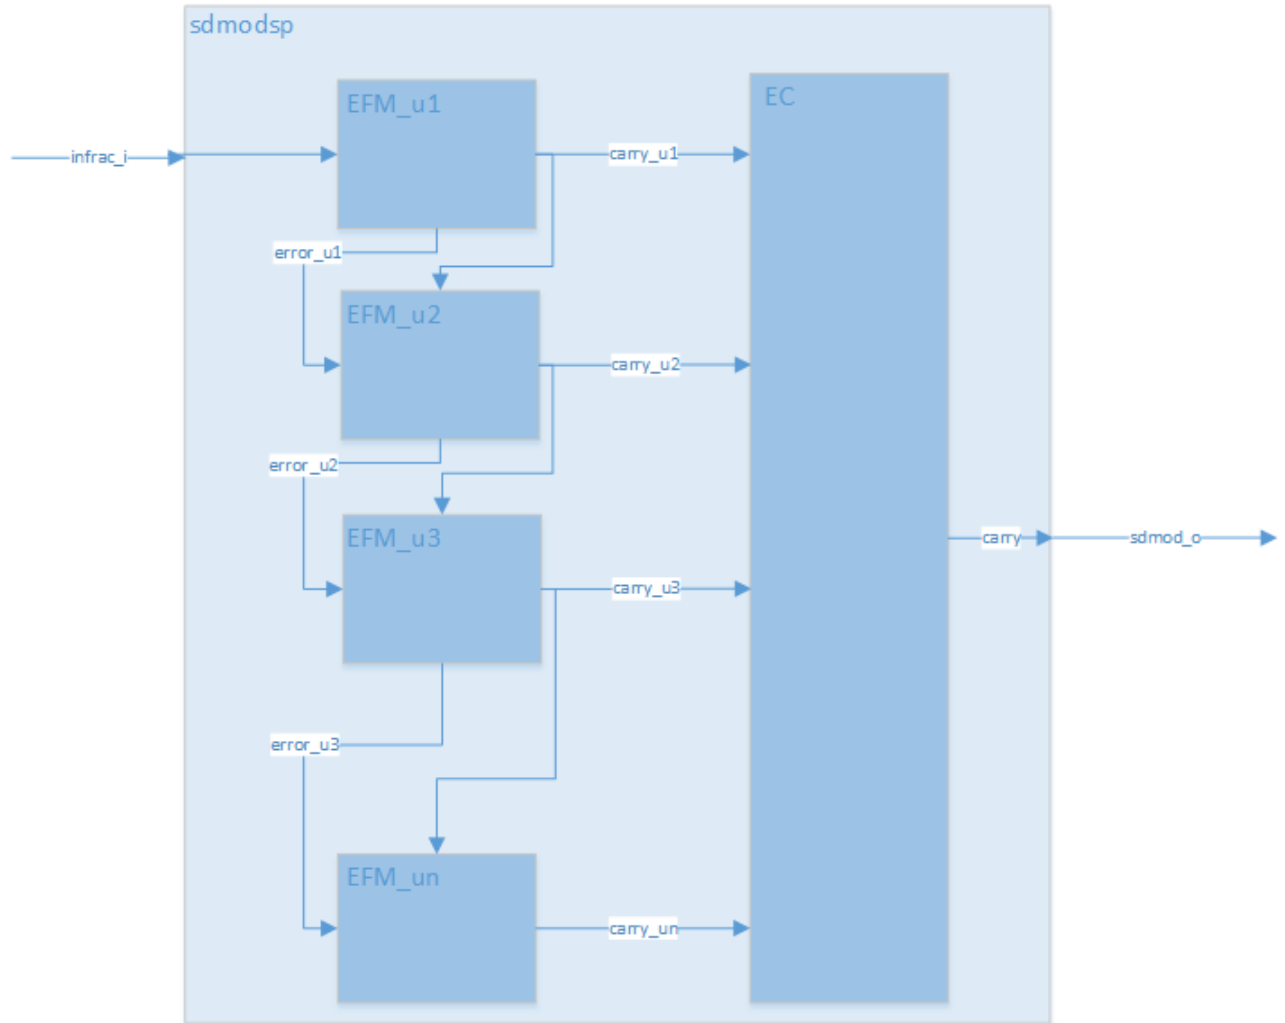 sdmodsp
EFM_u1
EC
infrac_i
carry_u1
error_u1
EFM_u2
carry_u2
error_u2
EFM_u3
carry
sdmod_o
carry_u3
error_u3
EFM_un
carry_un